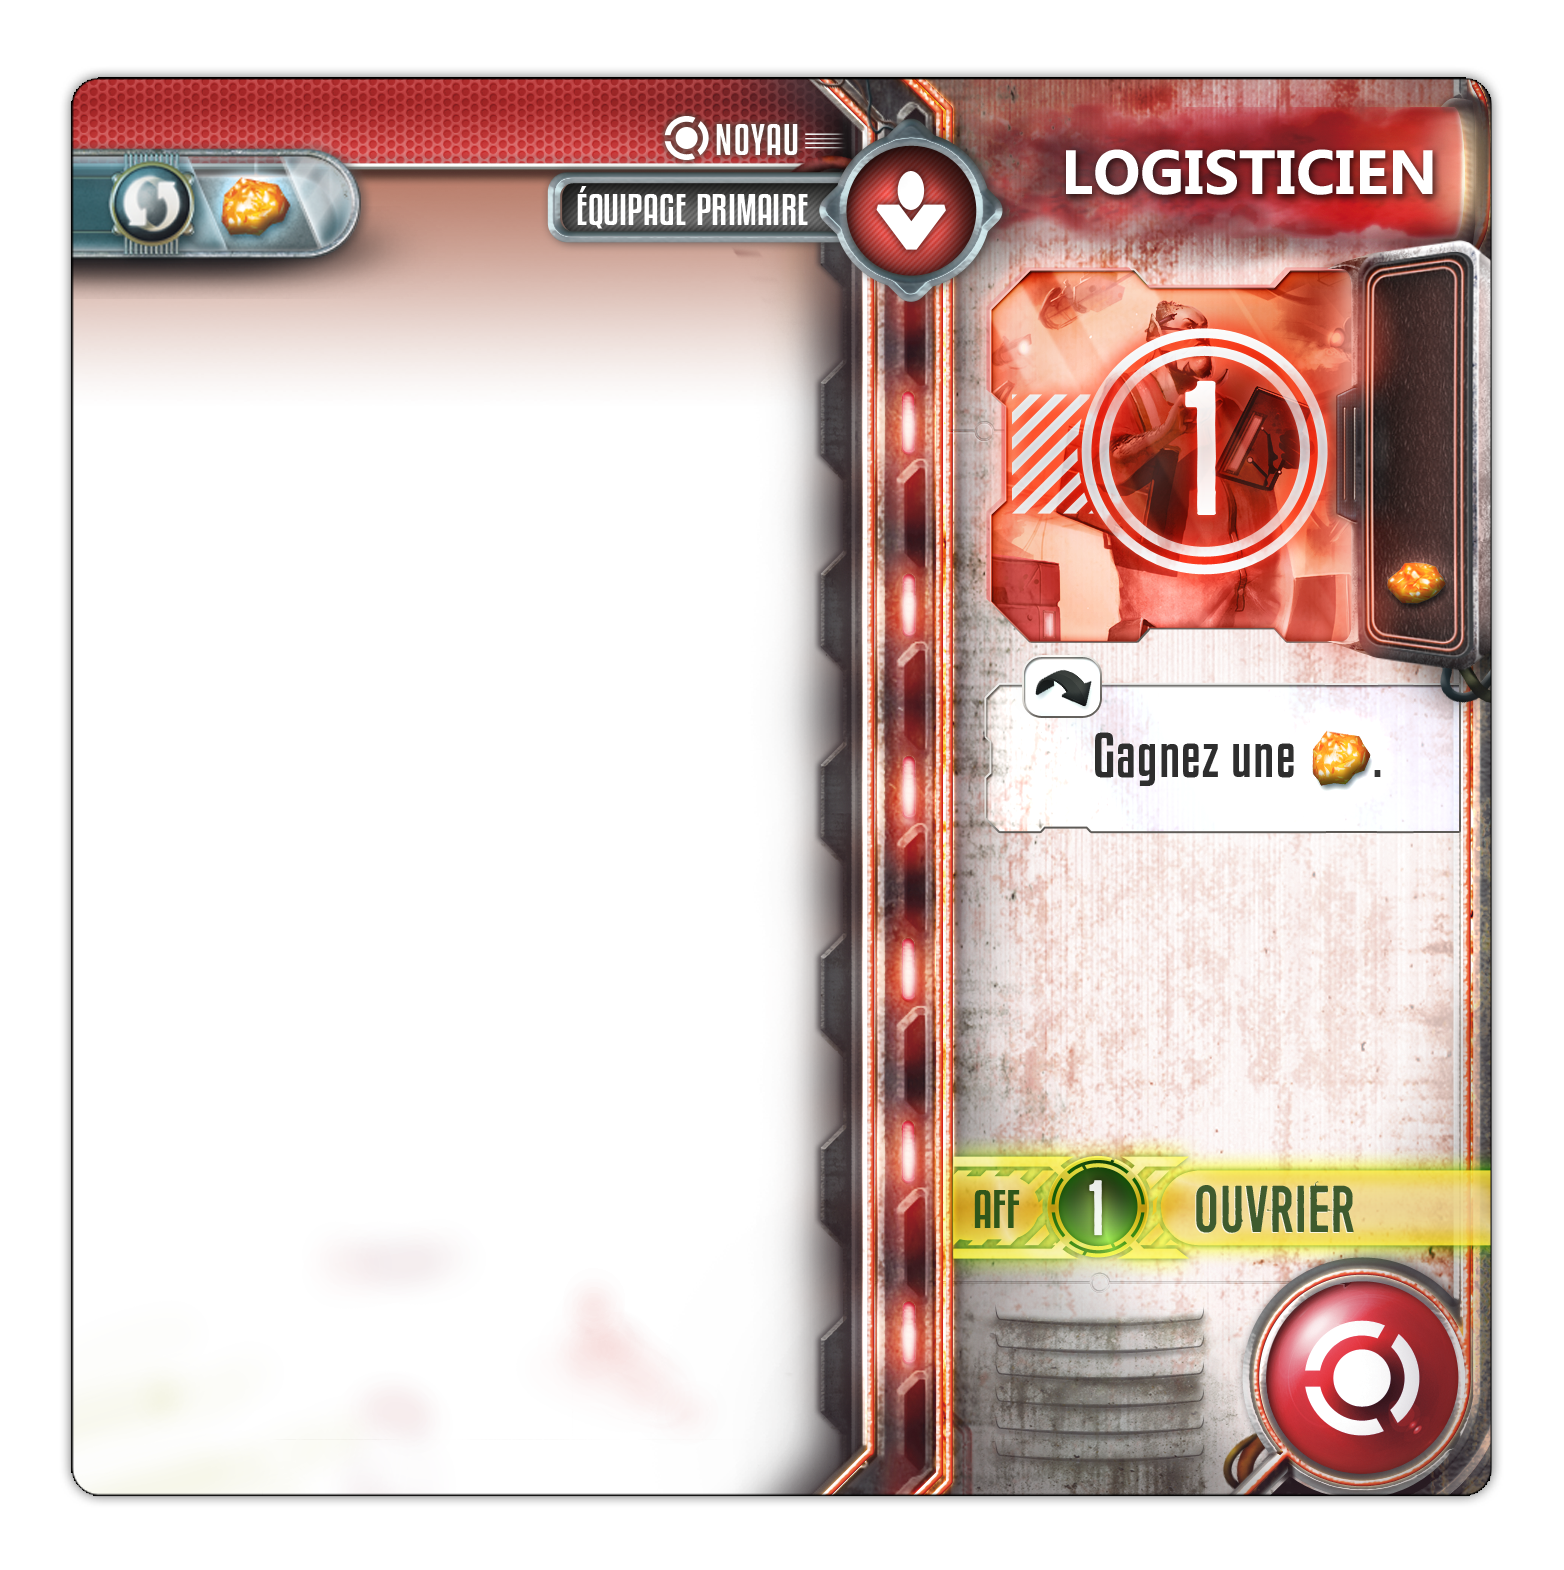 NOYAU
ÉQUIPAGE PRIMAIRE
LOGISTICIEN
1
Gagnez une .
AFF 1 OUVRIER